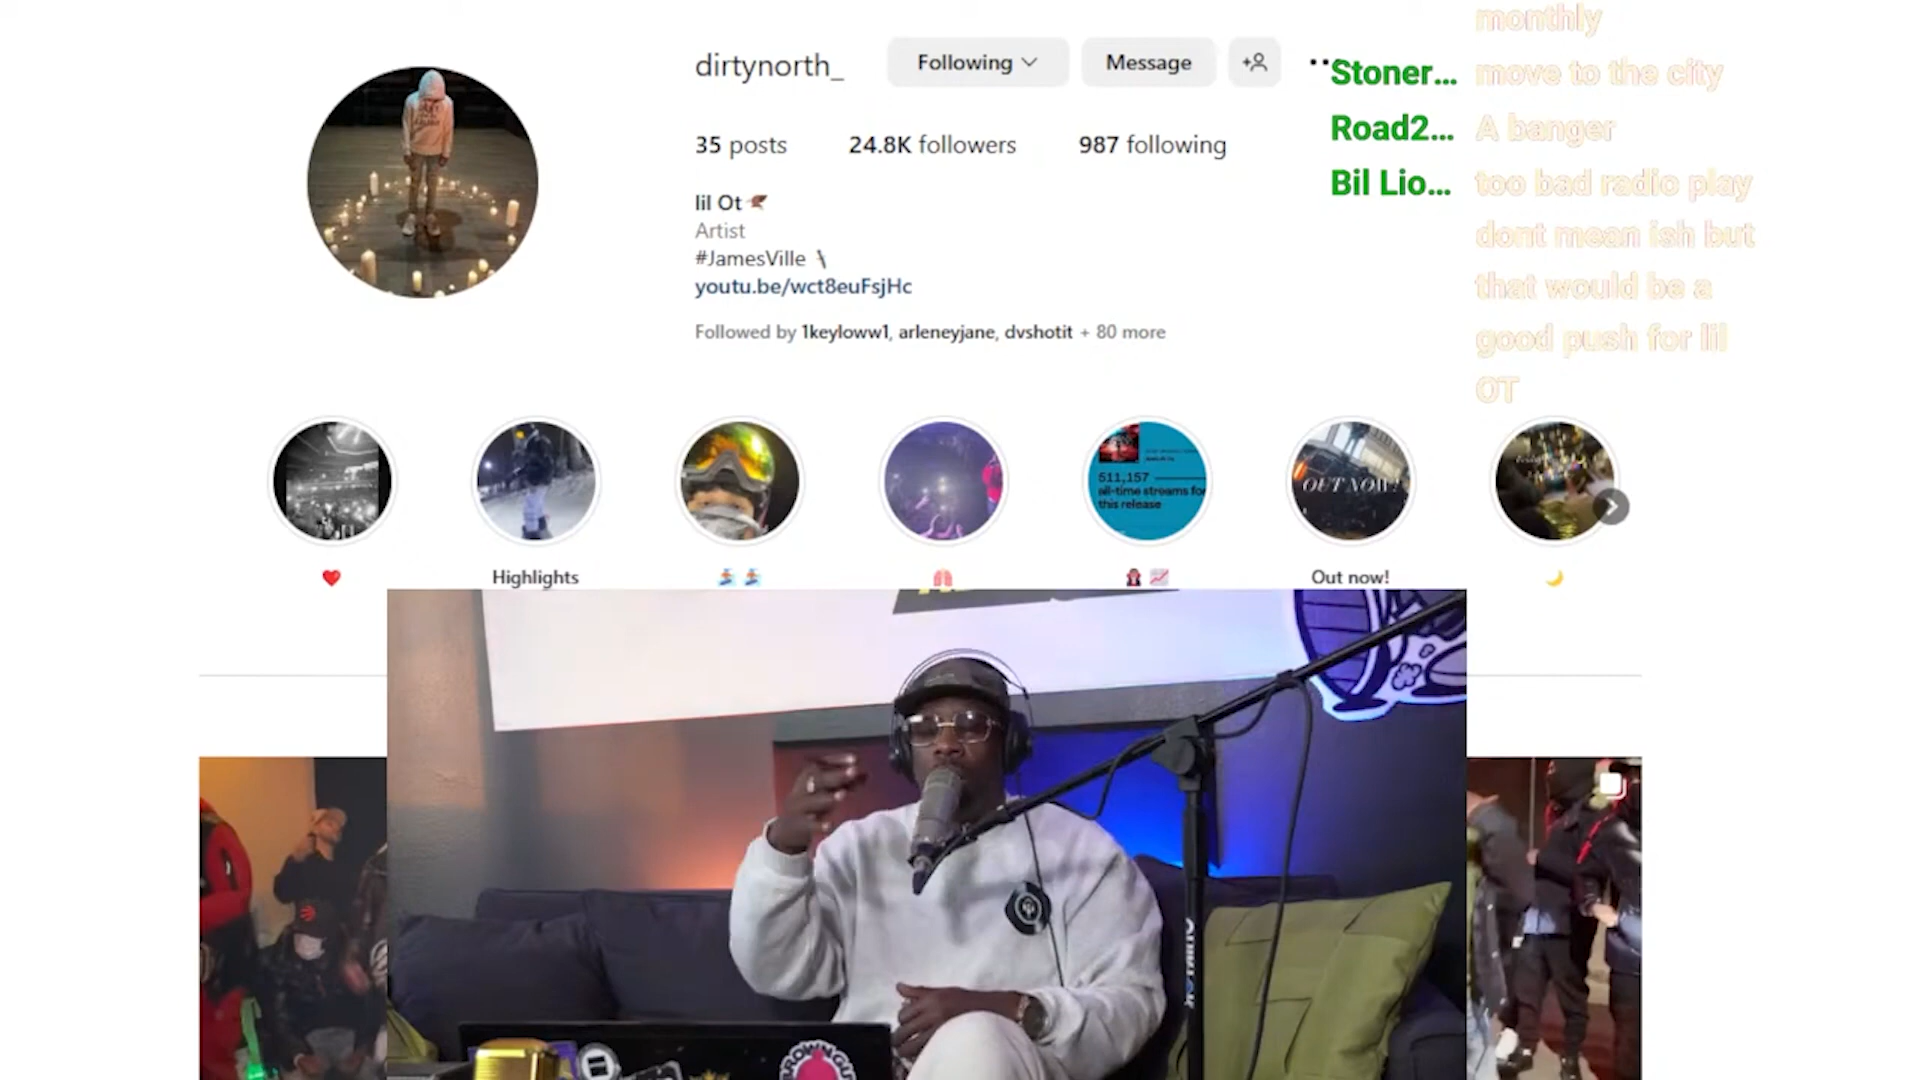 dirtynorth_
Following
Message
35 posts
24.8K followers
987 following
lil Ot
Artist
#JamesVille
youtu.be/wct8euFsjHc
Followed by 1keyloww1, arleneyjane, dvshotit + 80 more
monthly
Stoner... move to the city
Road2... A banger
Bil Lio... too bad radio play
dont mean ish but
that would be a
good push for lil
OT
511,157
all-time streams for
this release
OUT NOW!
Highlights
Out now!